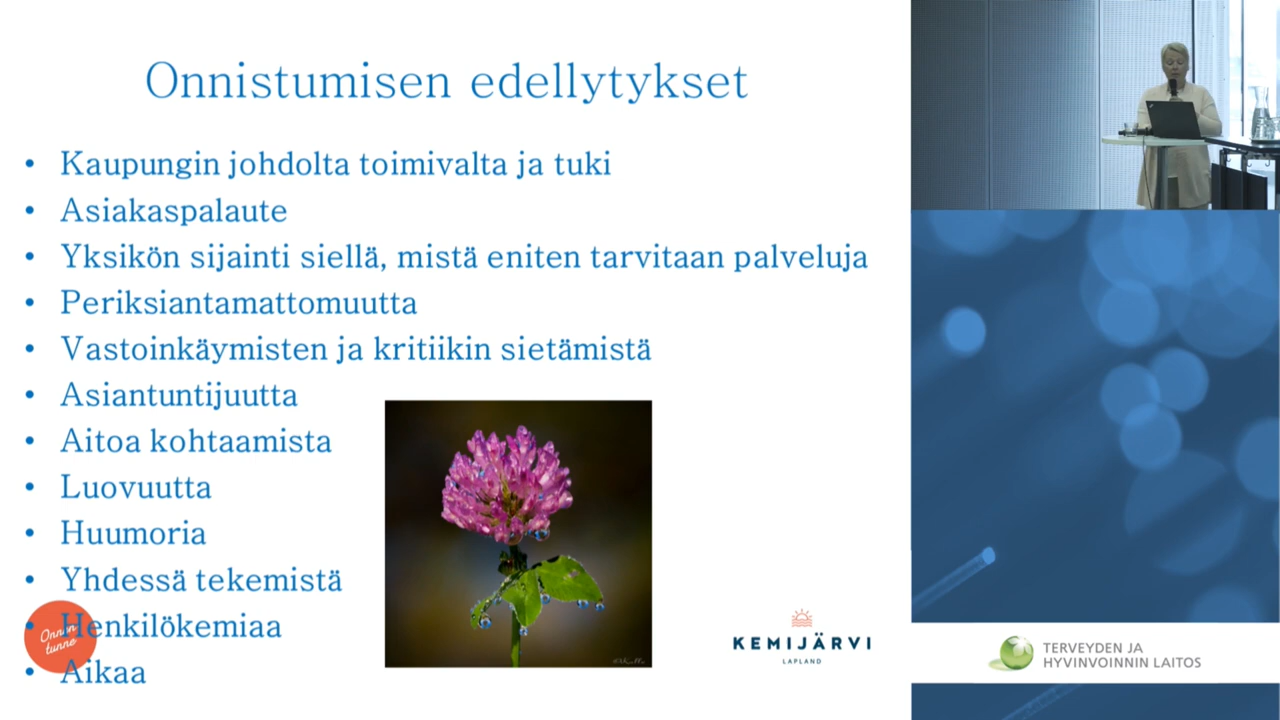 Onnistumisen edellytykset
• Kaupungin johdolta toimivalta ja tuki
• Asiakaspalaute
• Yksikön sijainti siellä, mistä eniten tarvitaan palveluja
• Periksiantamattomuutta
• Vastoinkäymisten ja kritiikin sietämistä
• Asiantuntijuutta
• Aitoa kohtaamista
• Luovuutta
• Huumoria
• Yhdessä tekemistä
• Henkilökemiaa
• Aikaa
Onnen
tunne
KEMIJÄRVI
LAPLAND
TERVEYDEN JA
HYVINVOINNIN LAITOS